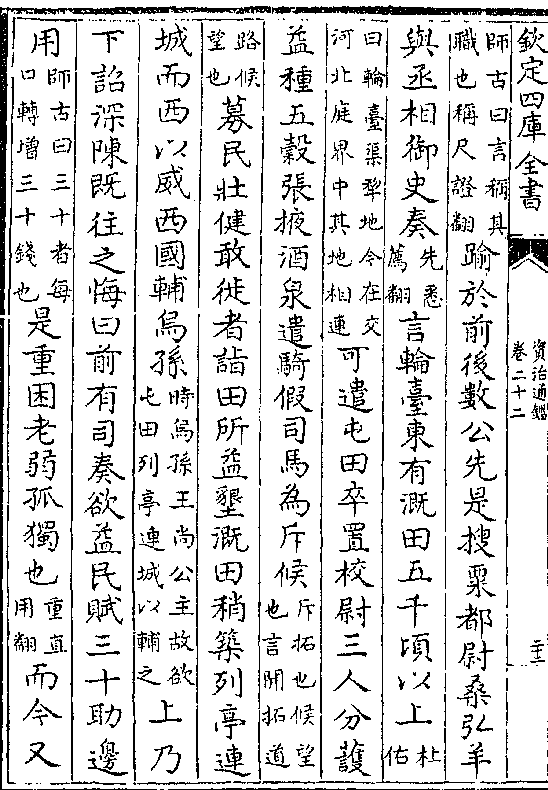 欽定四庫全書
資治通鑑
卷二十二
二十二
師古曰言稱其
職也稱尺證翻
踰於前後數公先是搜粟都尉桑弘羊
與丞相御史奏
先悉
薦翻
言輪臺東有溉田五千頃以上
杜
佑
曰輪臺渠犂地今在交
河北庭界中其地相連
可遣屯田卒置校尉三人分護
益種五穀張掖酒泉遣騎假司馬為斥候
斥拓也候望
也言開拓道
路候
望也
募民壯健敢徙者詣田所益墾溉田稍築列亭連
城而西以威西國輔烏孫
時烏孫王尚公主故欲
屯田列亭連城以輔之
上乃
下詔深陳既往之悔曰前有司奏欲益民賦三十助邊
用
師古曰三十者每
口轉增三十錢也
是重困老弱孤獨也
重直
用翻
而今又